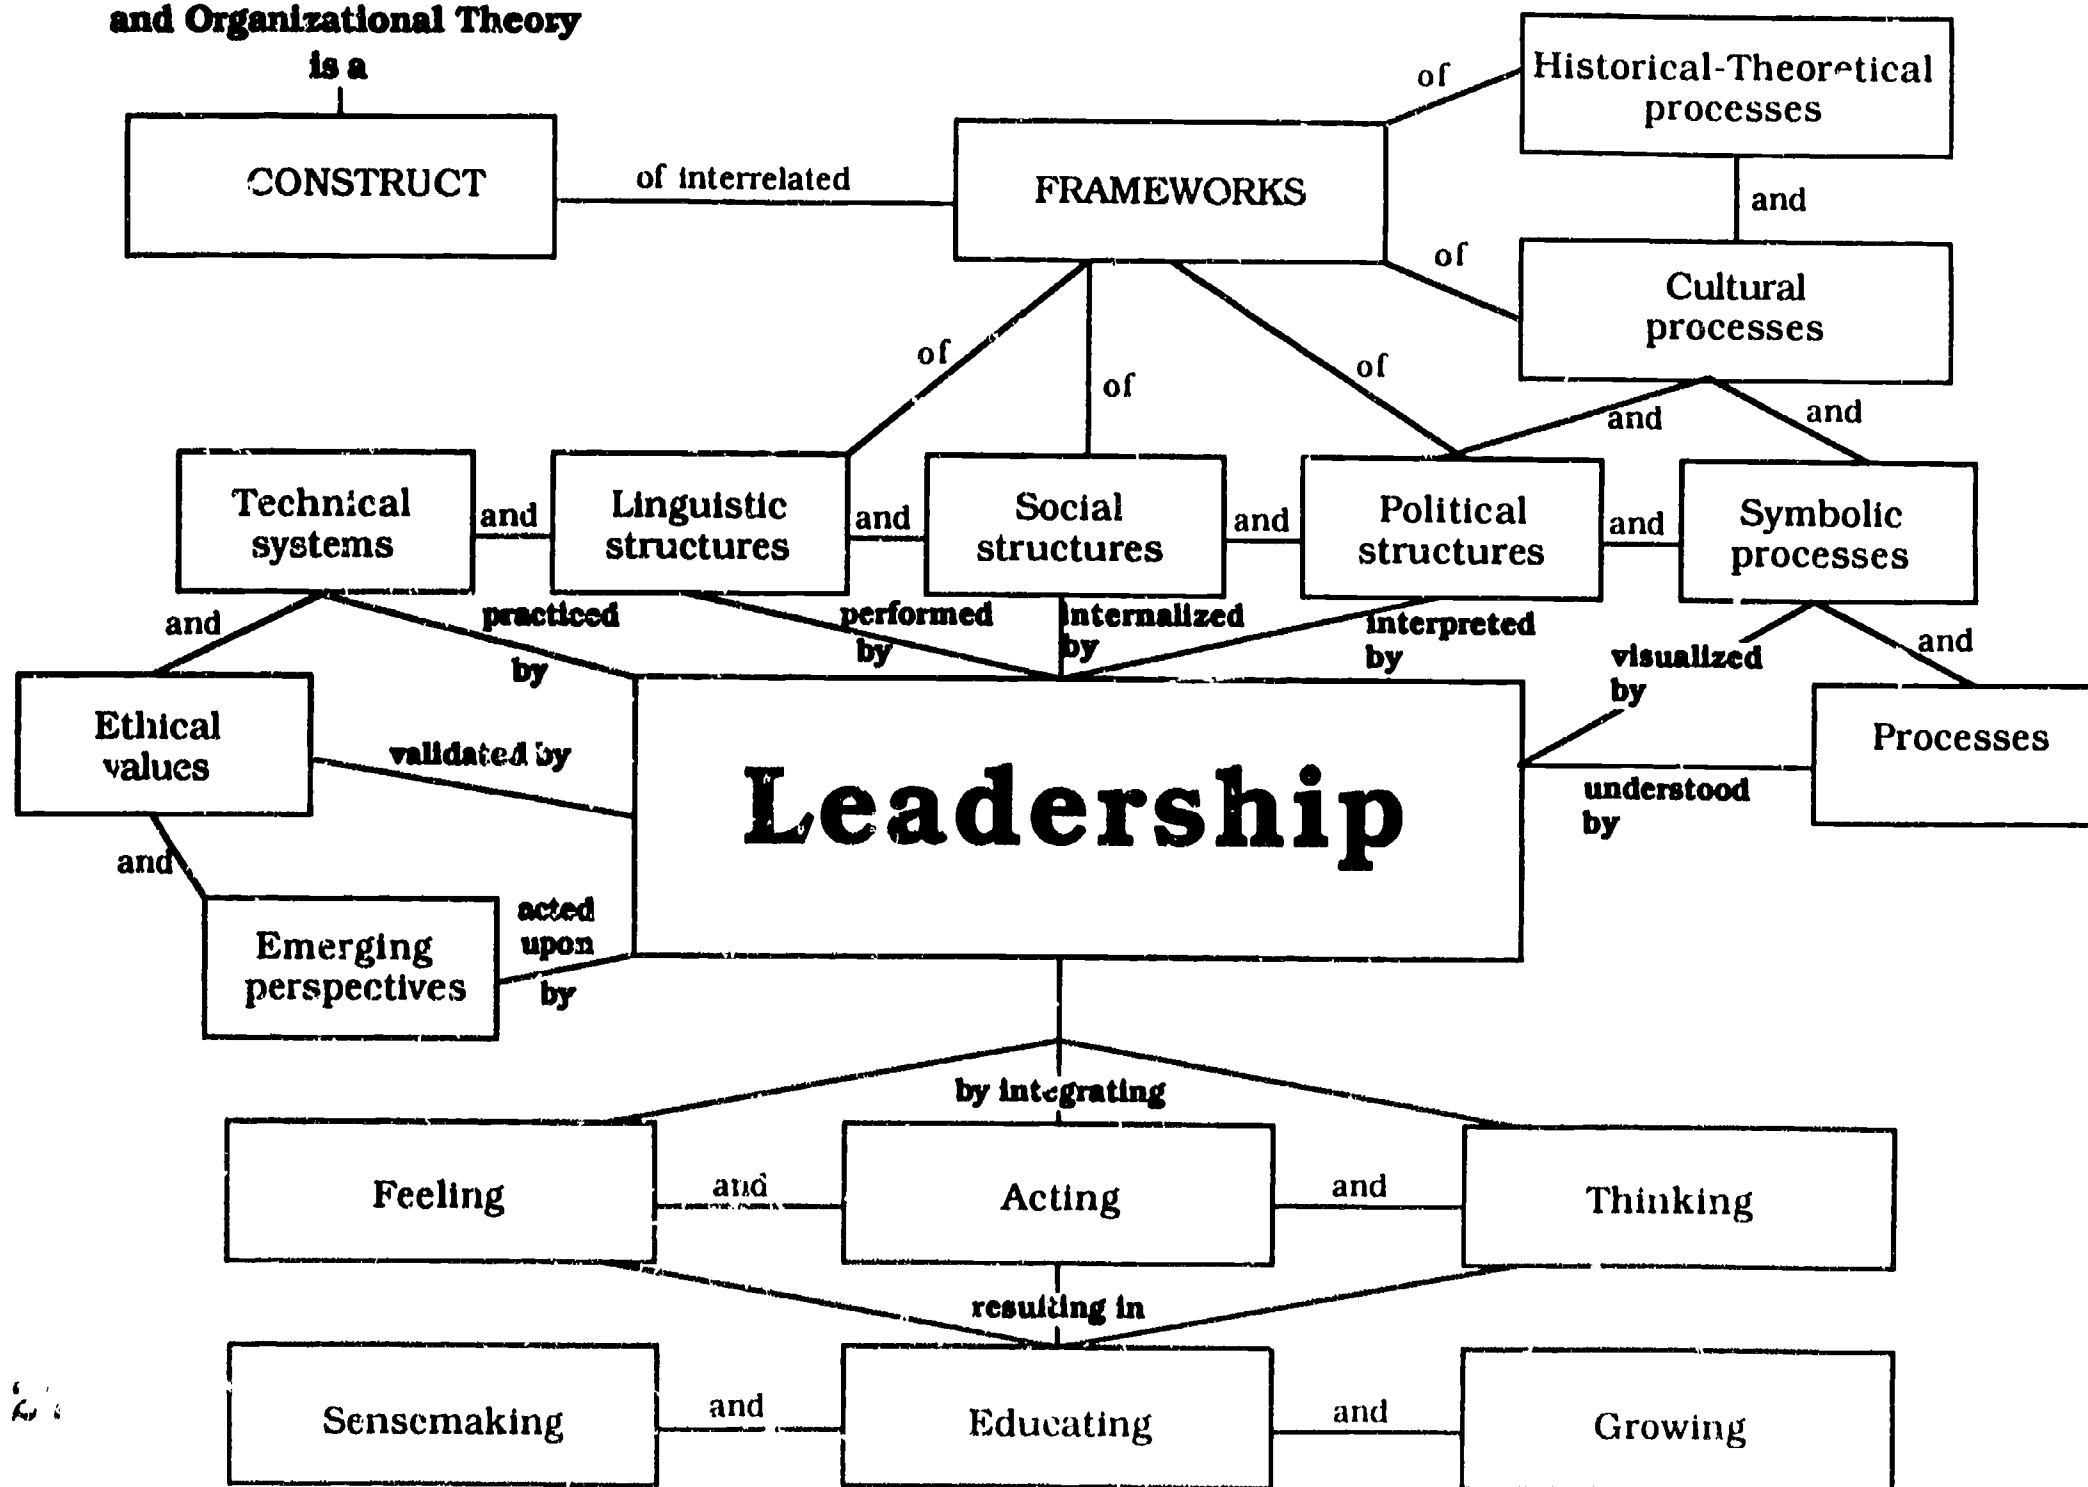 and Organizational Theory
is a
CONSTRUCT
of interrelated
FRAMEWORKS
of
Historical-Theoretical
processes
and
of
Cultural
processes
of
of
of
and
and
Technical
systems
and
Linguistic
structures
and
Social
structures
and
Political
structures
and
Symbolic
processes
and
practiced
by
performed
by
internalized
by
interpreted
by
visualized
by
and
Ethical
values
validated by
Leadership
understood
by
Processes
and
Emerging
perspectives
acted
upon
by
by integrating
Feeling
and
Acting
and
Thinking
resulting in
Sensemaking
and
Educating
and
Growing